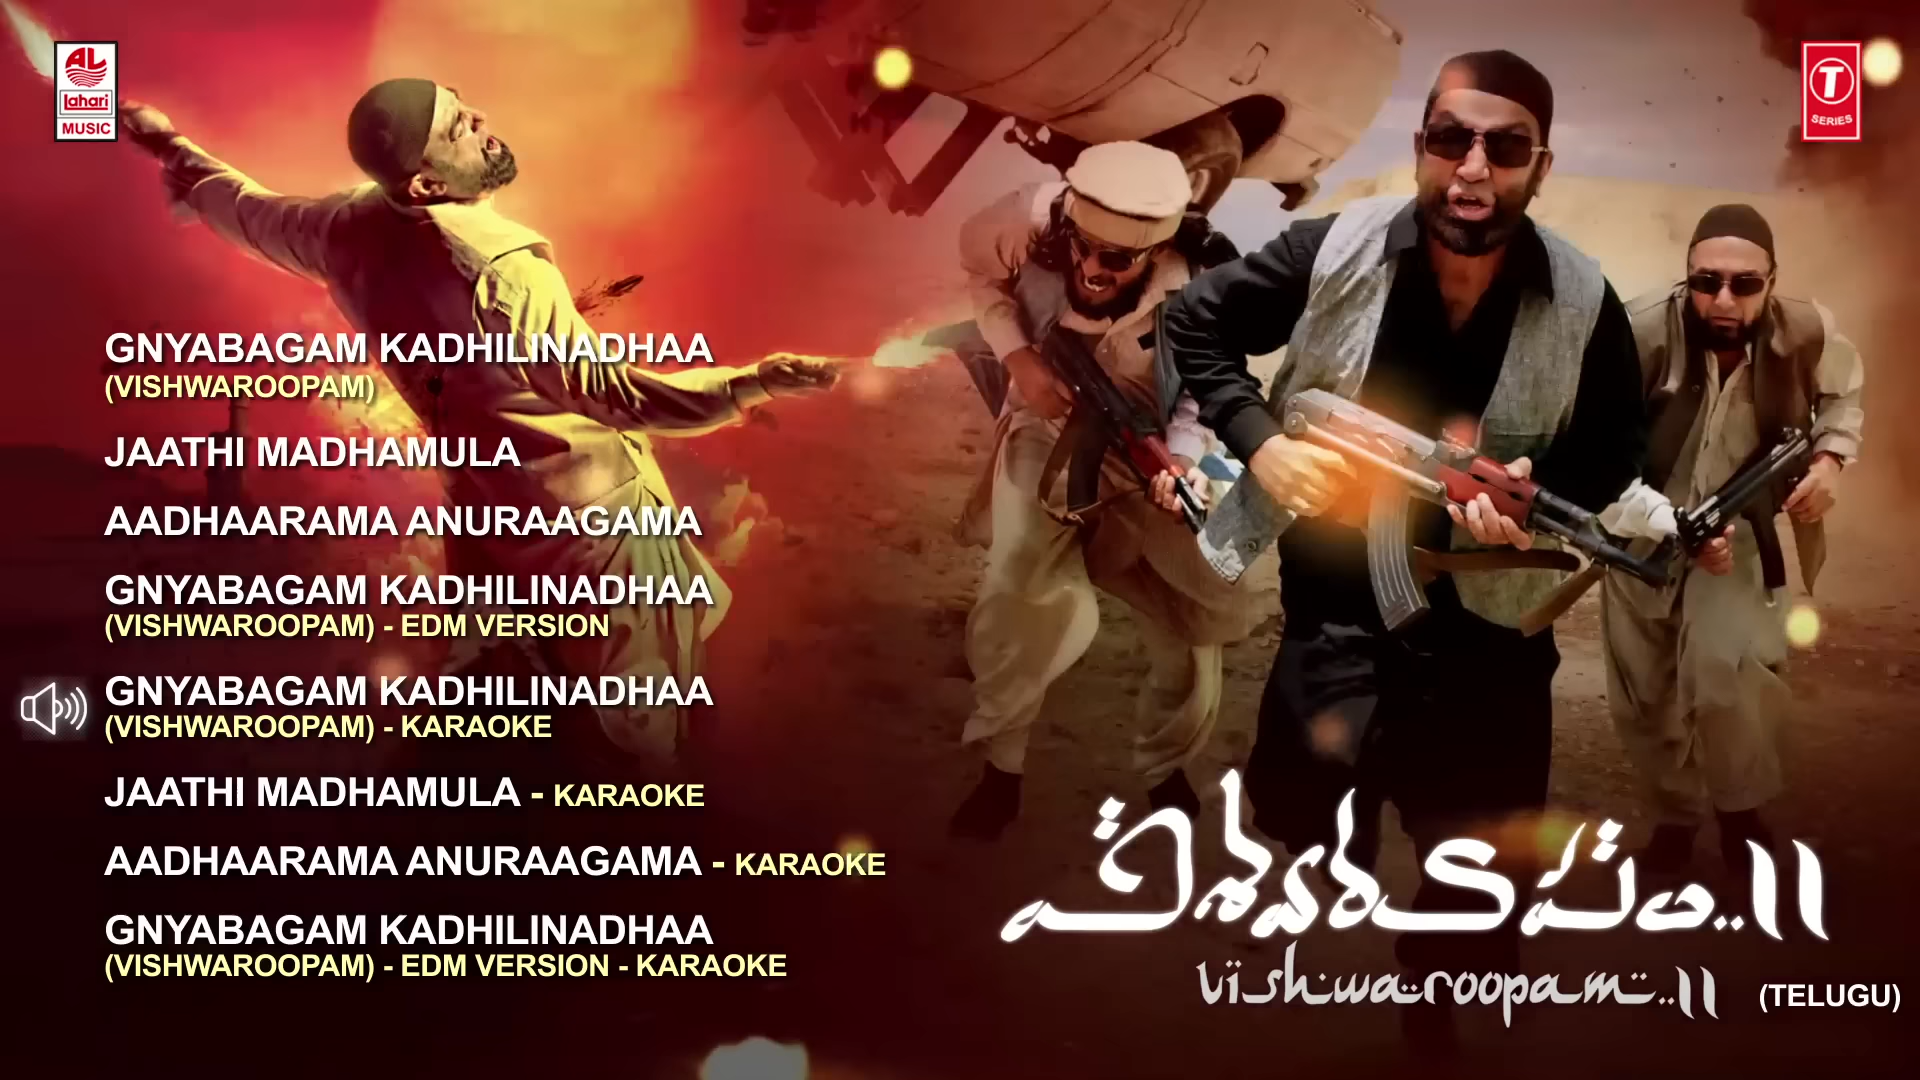 AL
lahari
MUSIC
T
SERIES
GNYABAGAM KADHILINADHAA
(VISHWAROOPAM)
JAATHI MADHAMULA
AADHAARAMA ANURAAGAMA
GNYABAGAM KADHILINADHAA
(VISHWAROOPAM) - EDM VERSION
GNYABAGAM KADHILINADHAA
(VISHWAROOPAM) - KARAOKE
JAATHI MADHAMULA - KARAOKE
AADHAARAMA ANURAAGAMA - KARAOKE
GNYABAGAM KADHILINADHAA
(VISHWAROOPAM) - EDM VERSION - KARAOKE
విశ్వరూపం..II
vishwaroopam..II
(TELUGU)